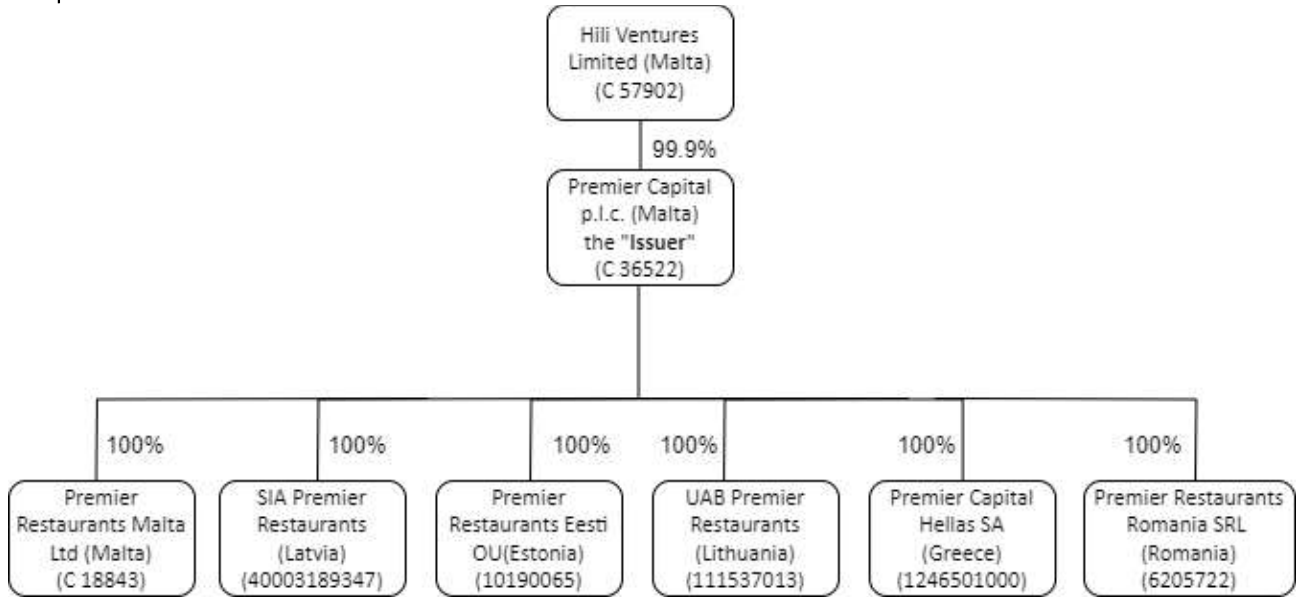 Hili Ventures
Limited (Malta)
(C 57902)
99.9%
Premier Capital
p.l.c. (Malta)
the "Issuer"
(C 36522)
100%
100%
100%
100%
100%
100%
Premier
Restaurants Malta
Ltd (Malta)
(C 18843)
SIA Premier
Restaurants
(Latvia)
(40003189347)
Premier
Restaurants Eesti
OU(Estonia)
(10190065)
UAB Premier
Restaurants
(Lithuania)
(111537013)
Premier Capital
Hellas SA
(Greece)
(1246501000)
Premier Restaurants
Romania SRL
(Romania)
(6205722)